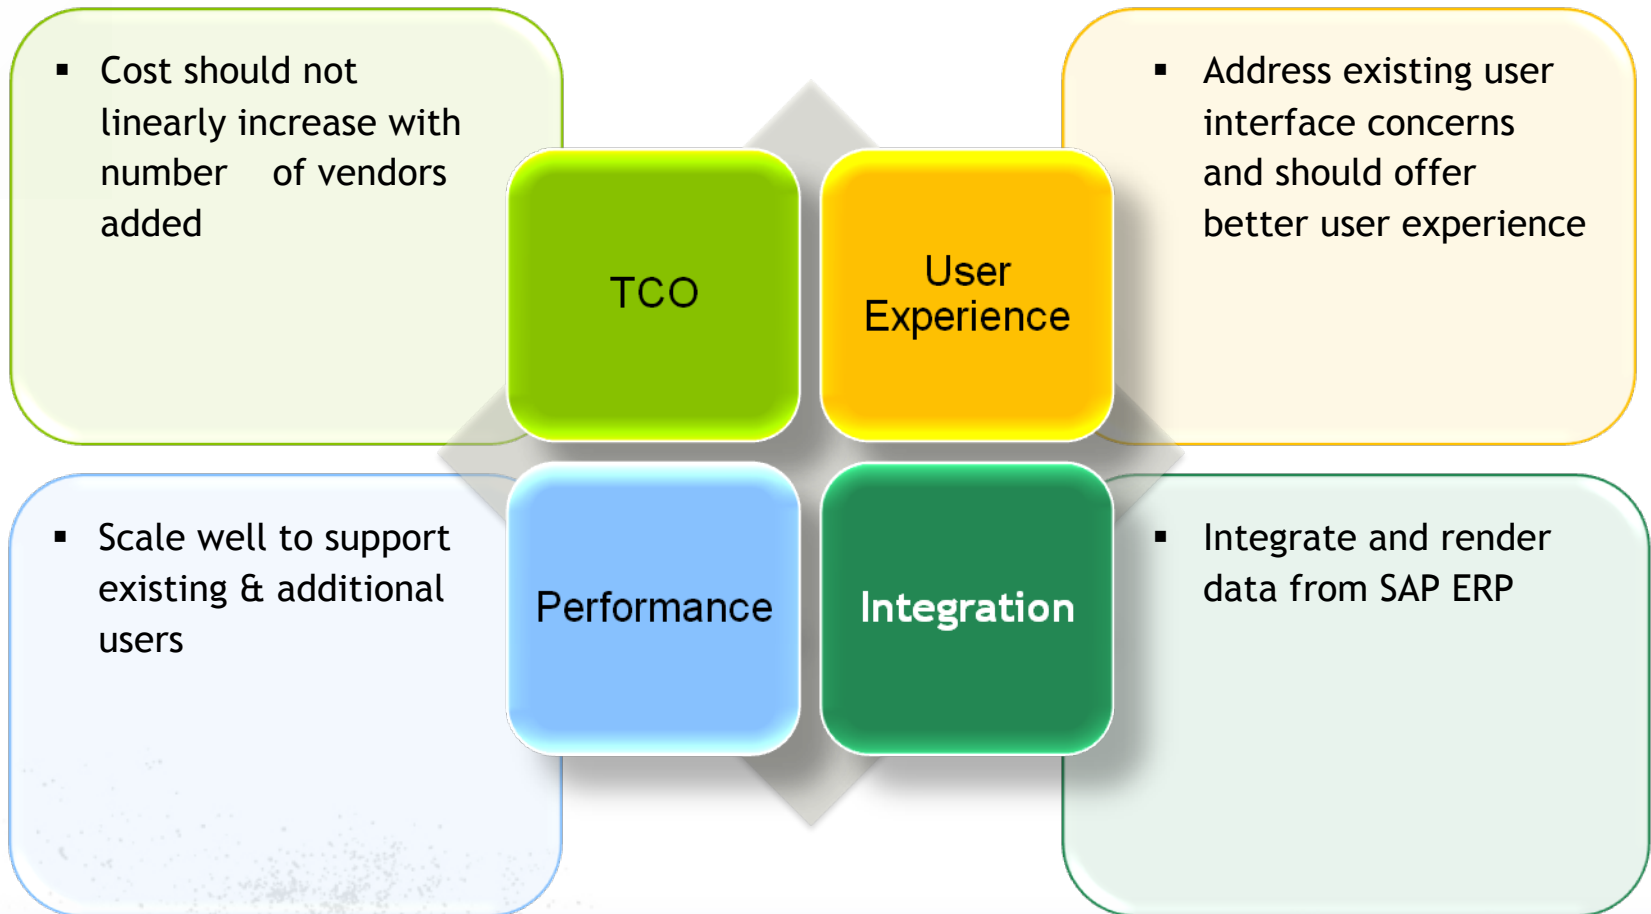 ▪ Cost should not
linearly increase with
number of vendors
added
TCO
User
Experience
▪ Address existing user
interface concerns
and should offer
better user experience
▪ Scale well to support
existing & additional
users
Performance
Integration
▪ Integrate and render
data from SAP ERP